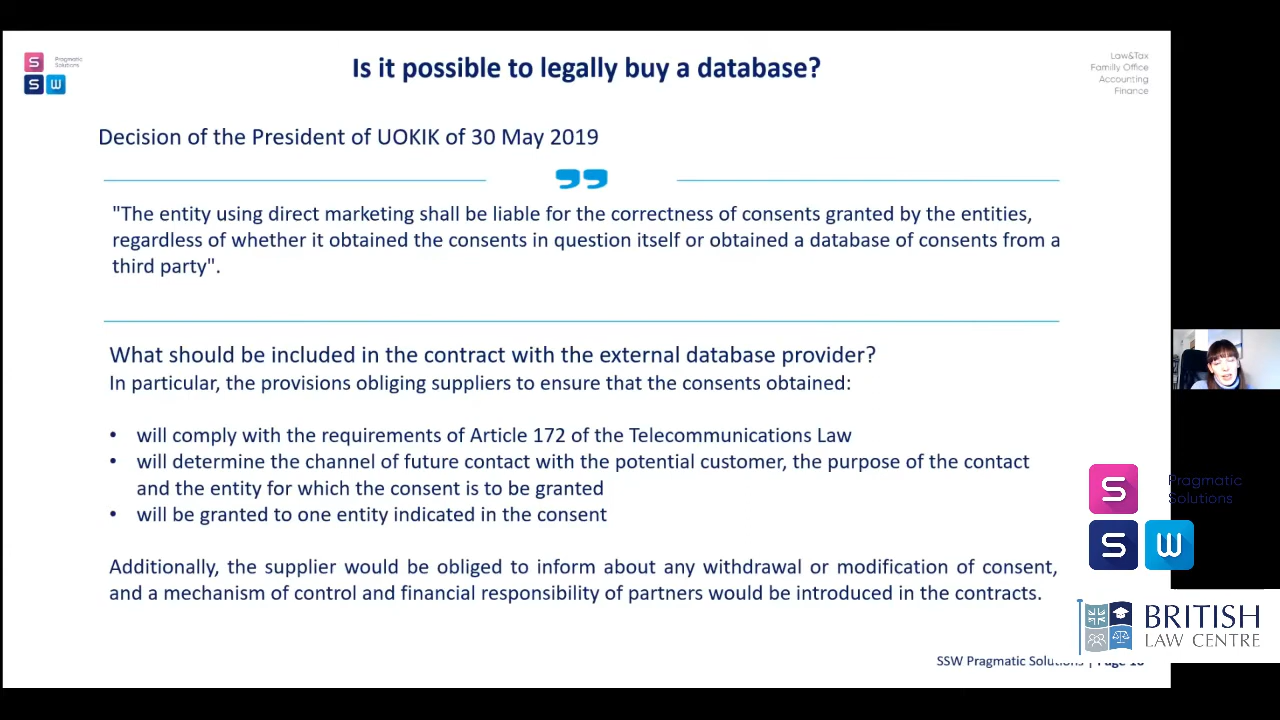 S
Pragmatic
Solutions
S W
Is it possible to legally buy a database?
Law&Tax
Familly Office
Accounting
Finance
Decision of the President of UOKIK of 30 May 2019
"The entity using direct marketing shall be liable for the correctness of consents granted by the entities,
regardless of whether it obtained the consents in question itself or obtained a database of consents from a
third party".
What should be included in the contract with the external database provider?
In particular, the provisions obliging suppliers to ensure that the consents obtained:
• will comply with the requirements of Article 172 of the Telecommunications Law
• will determine the channel of future contact with the potential customer, the purpose of the contact
and the entity for which the consent is to be granted
• will be granted to one entity indicated in the consent
Additionally, the supplier would be obliged to inform about any withdrawal or modification of consent,
and a mechanism of control and financial responsibility of partners would be introduced in the contracts.
S
Pragmatic
Solutions
S W
BRITISH
LAW CENTRE
SSW Pragmatic Solutions | Page